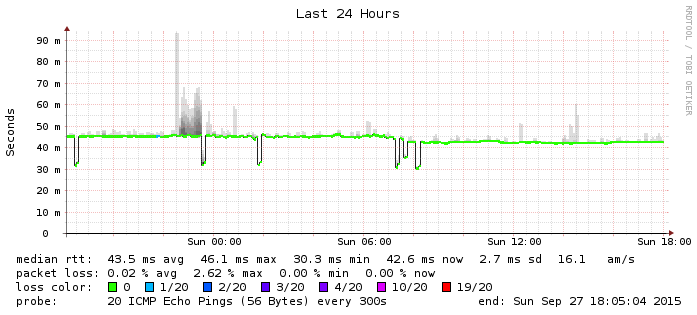 Last 24 Hours
RRDTOOL / TOBI OETIKER
Seconds
90 m
80 m
70 m
60 m
50 m
40 m
30 m
20 m
10 m
0
Sun 00:00 Sun 06:00 Sun 12:00 Sun 18:00
median rtt: 43.5 ms avg 46.1 ms max 30.3 ms min 42.6 ms now 2.7 ms sd 16.1 am/s
packet loss: 0.02 % avg 2.62 % max 0.00 % min 0.00 % now
loss color: 0 1/20 2/20 3/20 4/20 10/20 19/20
probe: 20 ICMP Echo Pings (56 Bytes) every 300s end: Sun Sep 27 18:05:04 2015